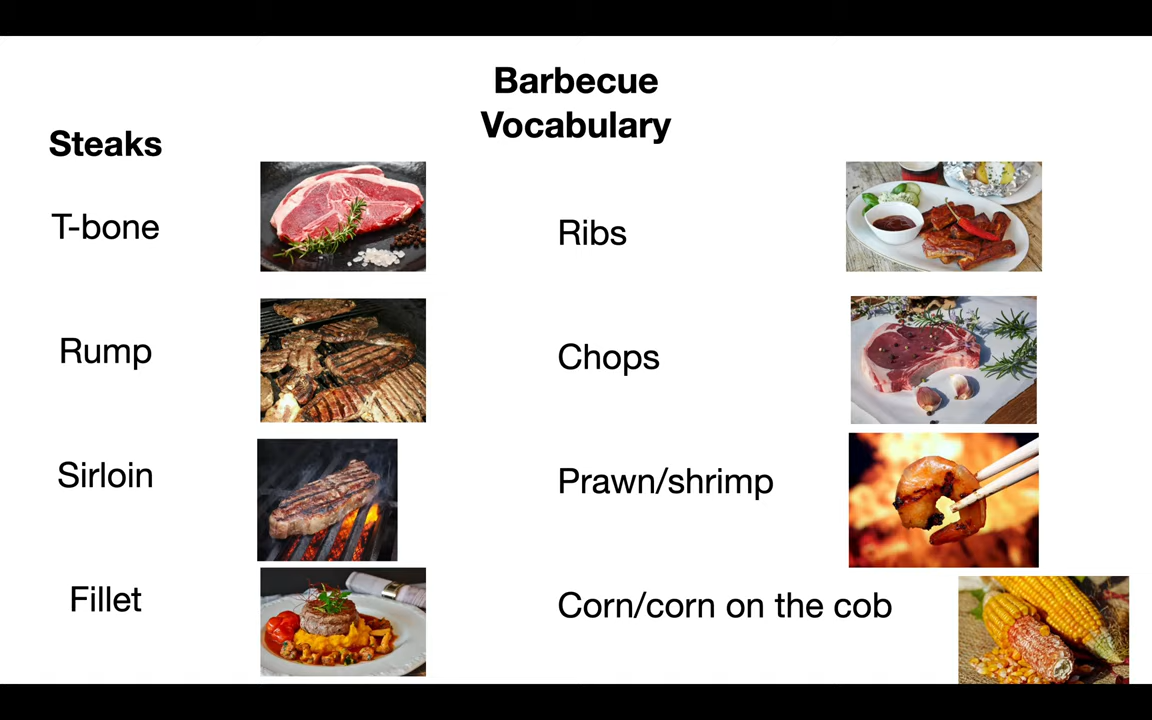 Barbecue
Vocabulary
Steaks
T-bone
Rump
Sirloin
Fillet
Ribs
Chops
Prawn/shrimp
Corn/corn on the cob